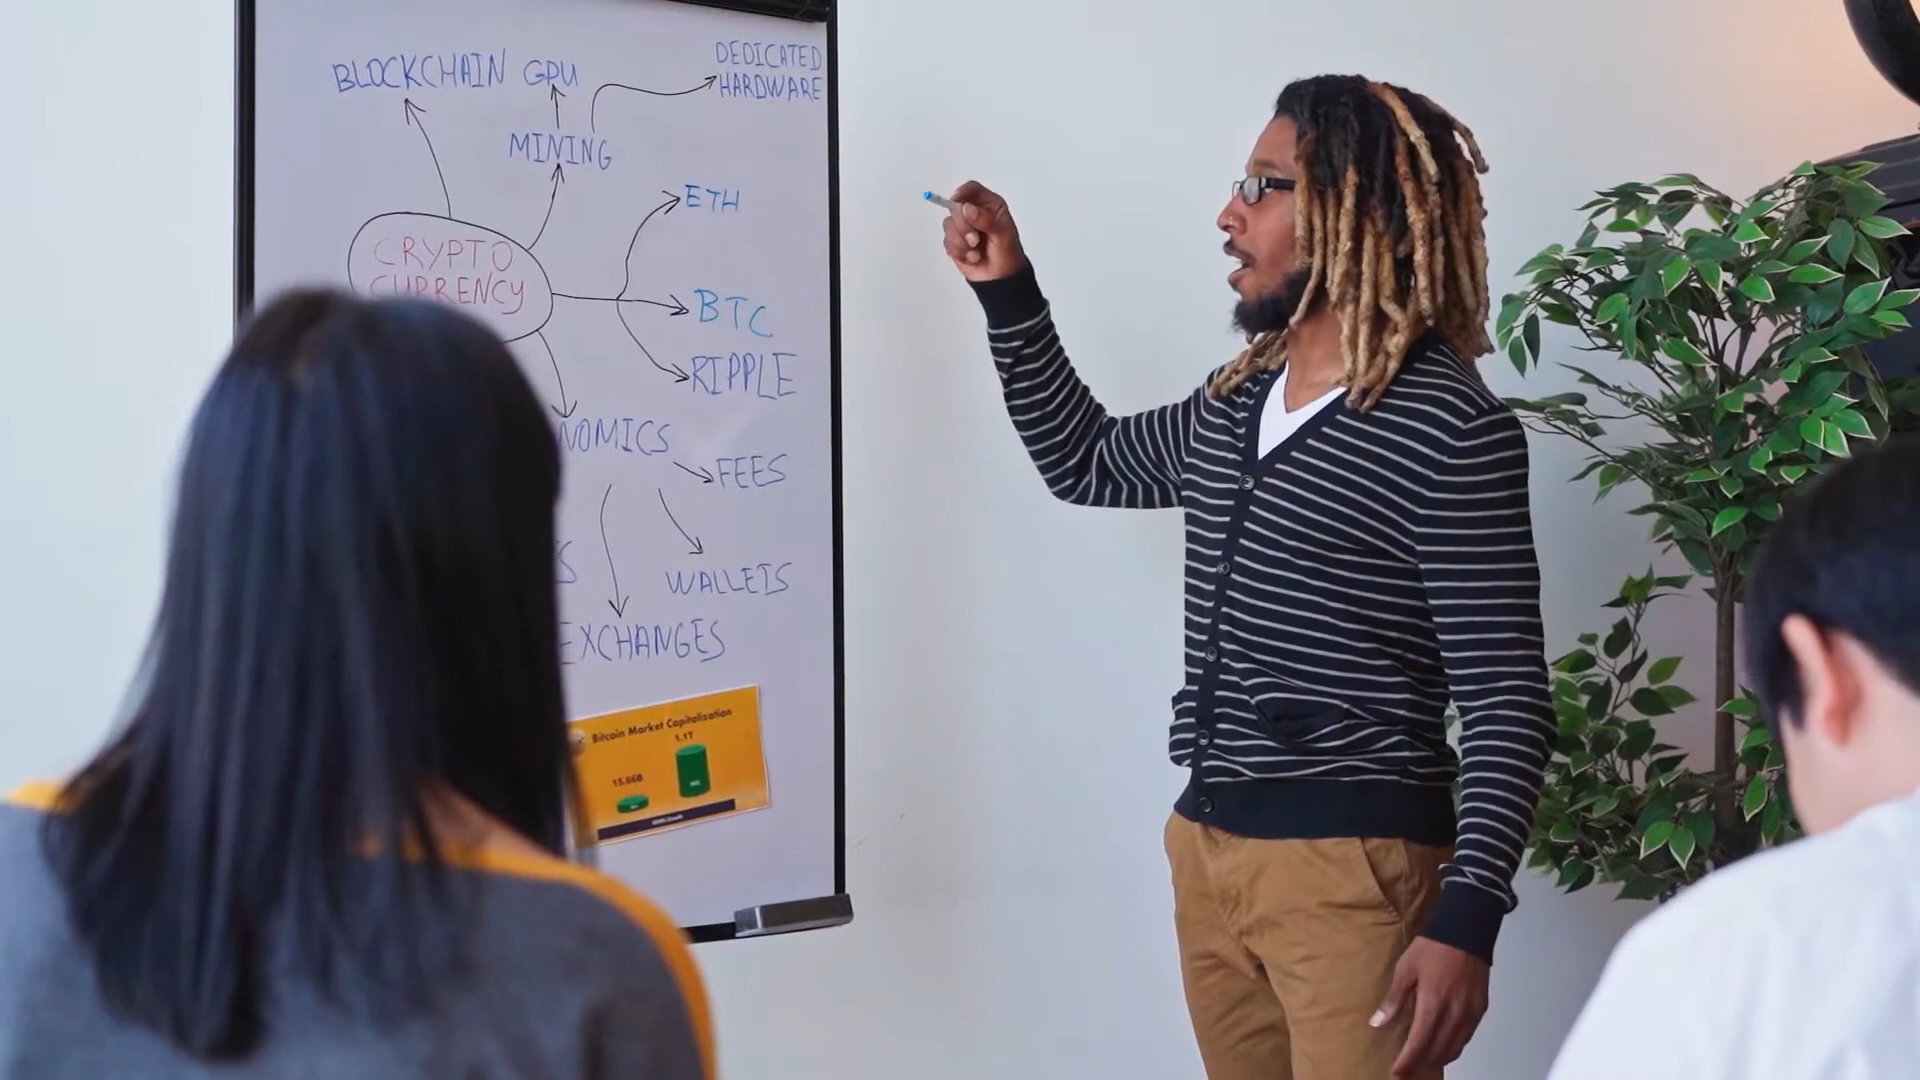 BLOCKCHAIN GPU
DEDICATED
HARDWARE
MINING
ETH
CRYPTO
CURRENCY
BTC
RIPPLE
NOMICS
FEES
S
WALLETS
EXCHANGES
Bitcoin Market Capitalization
1.1T
15.66B